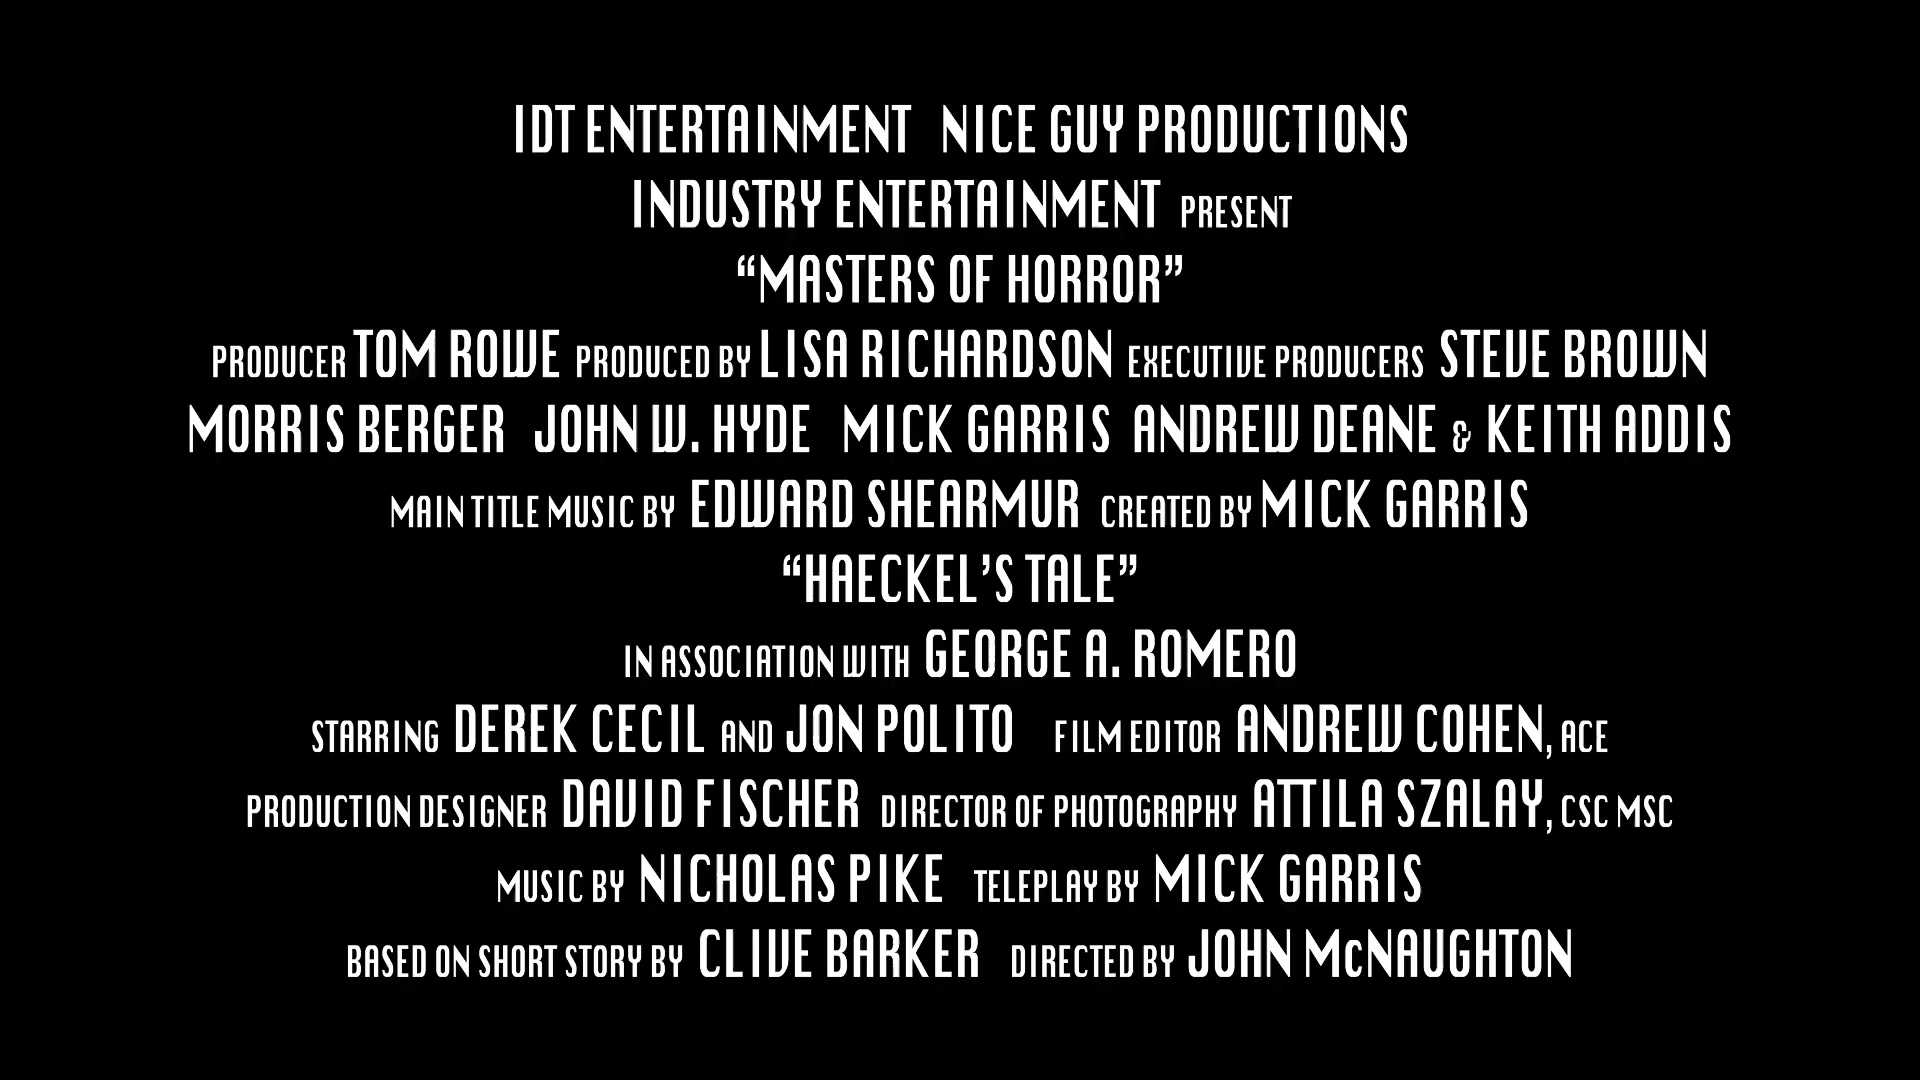 IDT ENTERTAINMENT NICE GUY PRODUCTIONS
INDUSTRY ENTERTAINMENT PRESENT
“MASTERS OF HORROR”
PRODUCER TOM ROWE PRODUCED BY LISA RICHARDSON EXECUTIVE PRODUCERS STEVE BROWN
MORRIS BERGER JOHN W. HYDE MICK GARRIS ANDREW DEANE & KEITH ADDIS
MAIN TITLE MUSIC BY EDWARD SHEARMUR CREATED BY MICK GARRIS
“HAECKEL’S TALE”
IN ASSOCIATION WITH GEORGE A. ROMERO
STARRING DEREK CECIL AND JON POLITO FILM EDITOR ANDREW COHEN, ACE
PRODUCTION DESIGNER DAVID FISCHER DIRECTOR OF PHOTOGRAPHY ATTILA SZALAY, CSC MSC
MUSIC BY NICHOLAS PIKE TELEPLAY BY MICK GARRIS
BASED ON SHORT STORY BY CLIVE BARKER DIRECTED BY JOHN McNAUGHTON